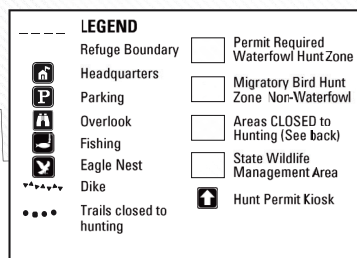 LEGEND
Refuge Boundary
Headquarters
P
Parking
Overlook
Fishing
Eagle Nest
Dike
Trails closed to
hunting
Permit Required
Waterfowl Hunt Zone
Migratory Bird Hunt
Zone Non-Waterfowl
Areas CLOSED to
Hunting (See back)
State Wildlife
Management Area
Hunt Permit Kiosk